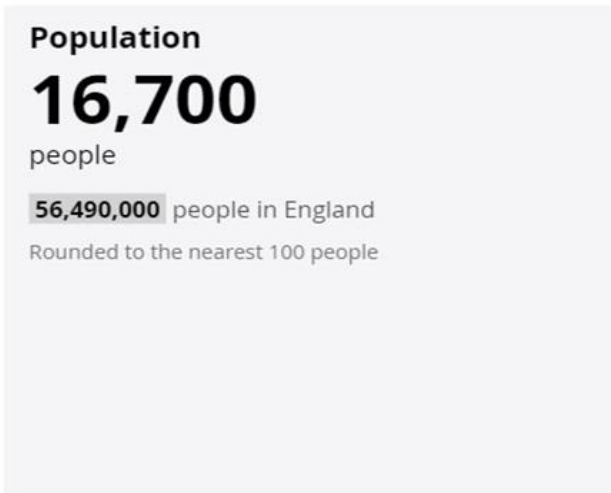 Population
16,700
people
56,490,000 people in England
Rounded to the nearest 100 people